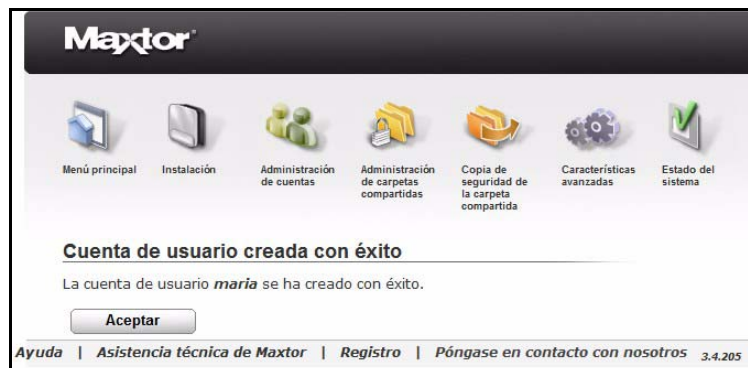 Maxtor
Menú principal
Instalación
Administración
de cuentas
Administración
de carpetas
compartidas
Copia de
seguridad de
la carpeta
compartida
Características
avanzadas
Estado del
sistema
Cuenta de usuario creada con éxito
La cuenta de usuario maria se ha creado con éxito.
Aceptar
Ayuda | Asistencia técnica de Maxtor | Registro | Póngase en contacto con nosotros 3.4.205